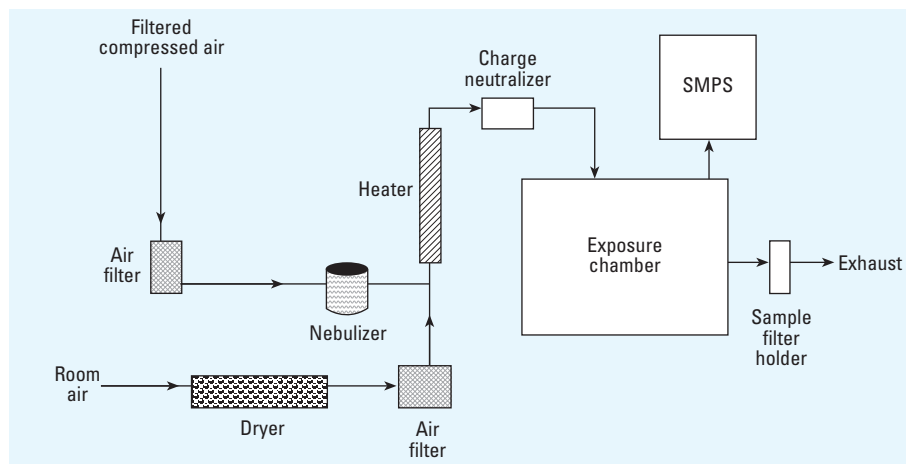 Filtered
compressed air
Charge
neutralizer
SMPS
Heater
Exposure
chamber
Air
filter
Exhaust
Nebulizer
Sample
filter
holder
Room
air
Dryer
Air
filter